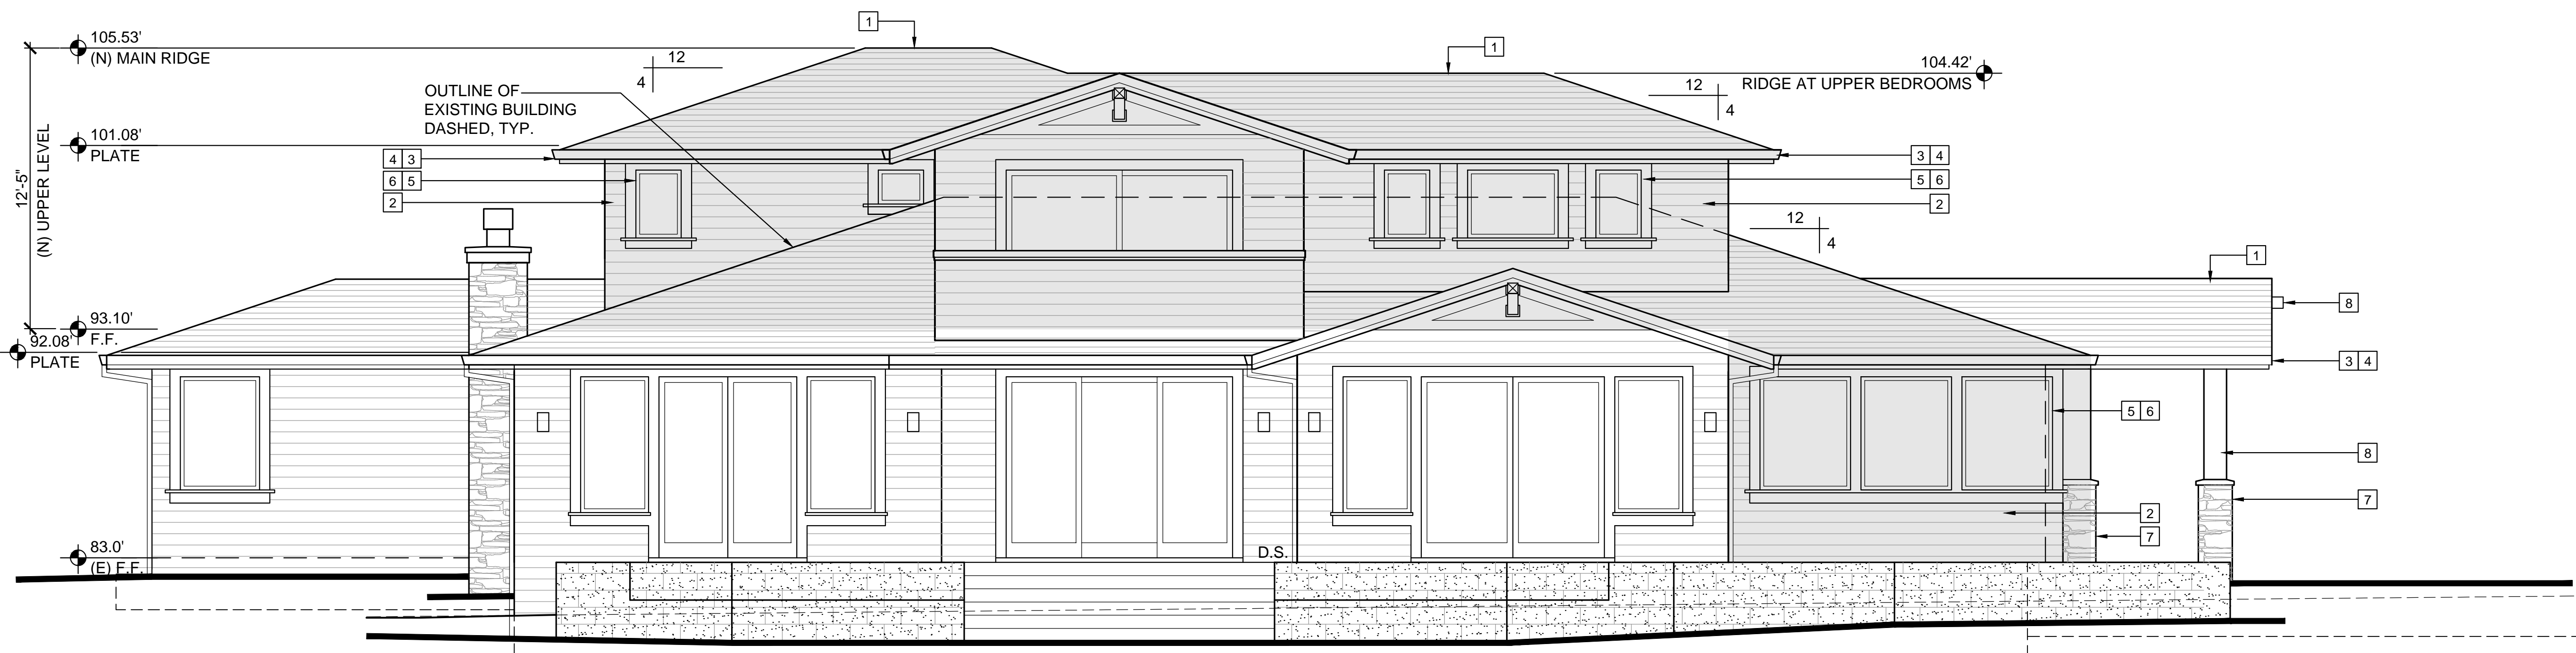 1
105.53'
(N) MAIN RIDGE
12
4
1
104.42'
RIDGE AT UPPER BEDROOMS
12
4
OUTLINE OF
EXISTING BUILDING
DASHED, TYP.
101.08'
PLATE
12'-5"
(N) UPPER LEVEL
4 3
6 5
2
3 4
5 6
2
12
4
1
8
93.10'
F.F.
92.08'
PLATE
3 4
5 6
8
7
2
7
83.0'
(E) F.F.
D.S.